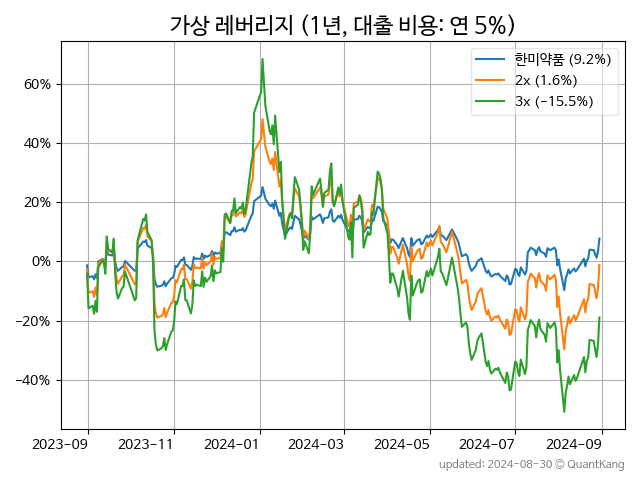 가상 레버리지 (1년, 대출 비용: 연 5%)
한미약품 (9.2%)
2x (1.6%)
3x (−15.5%)
60%
40%
20%
0%
−20%
−40%
2023-09 2023-11 2024-01 2024-03 2024-05 2024-07 2024-09
updated: 2024-08-30 © QuantKang